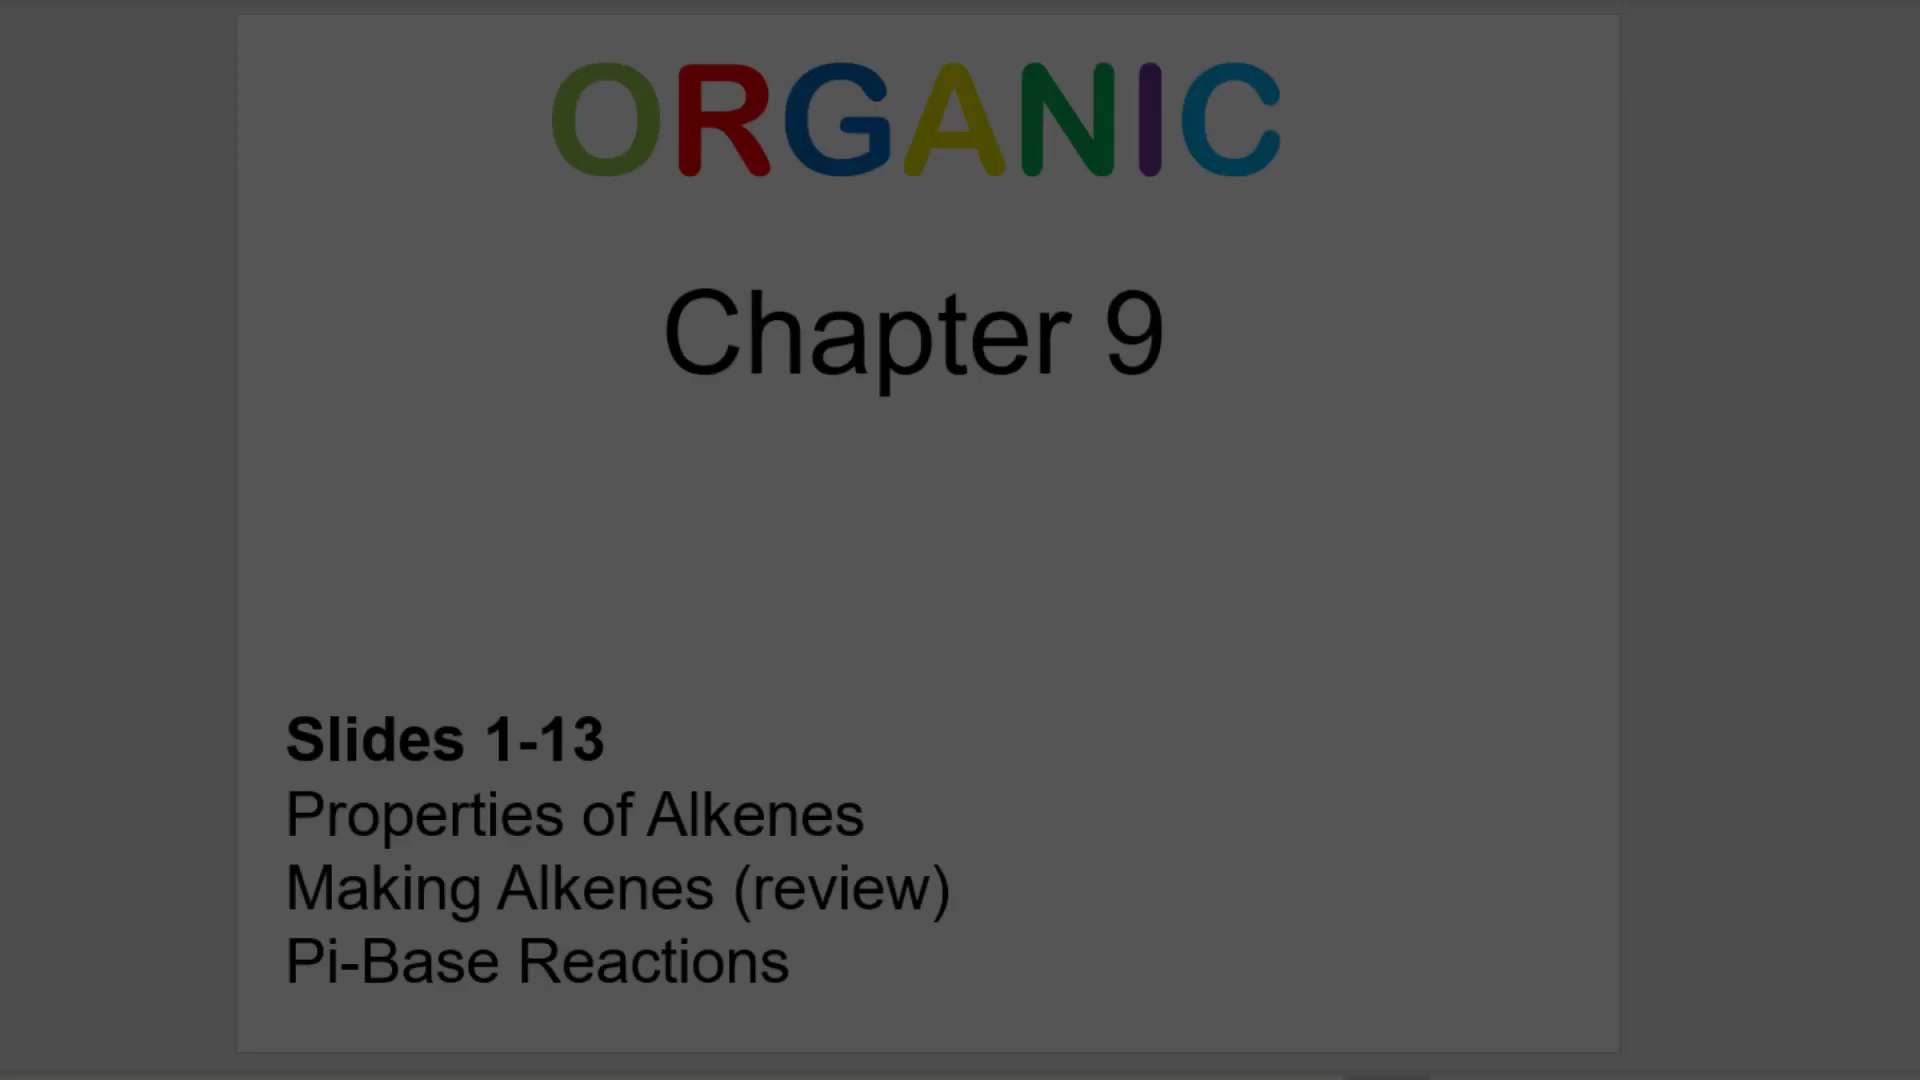 ORGANIC
Chapter 9
Slides 1-13
Properties of Alkenes
Making Alkenes (review)
Pi-Base Reactions